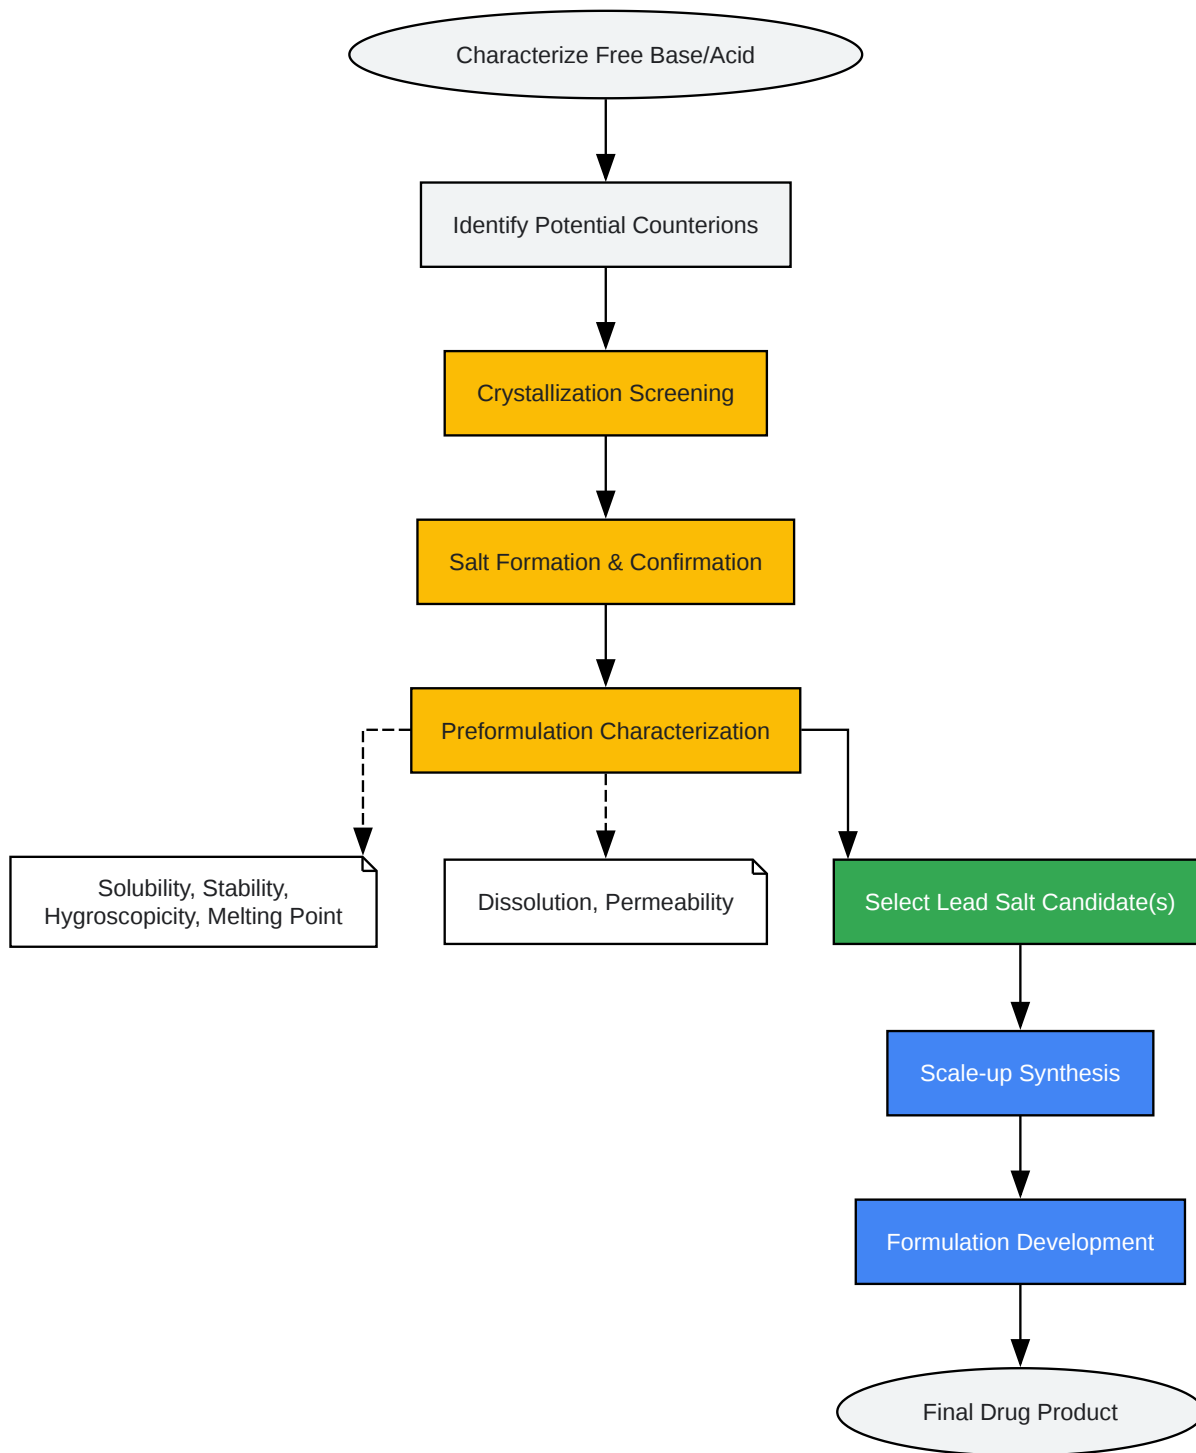 Characterize Free Base/Acid
Identify Potential Counterions
Crystallization Screening
Salt Formation & Confirmation
Preformulation Characterization
Solubility, Stability,
Hygroscopicity, Melting Point
Dissolution, Permeability
Select Lead Salt Candidate(s)
Scale-up Synthesis
Formulation Development
Final Drug Product